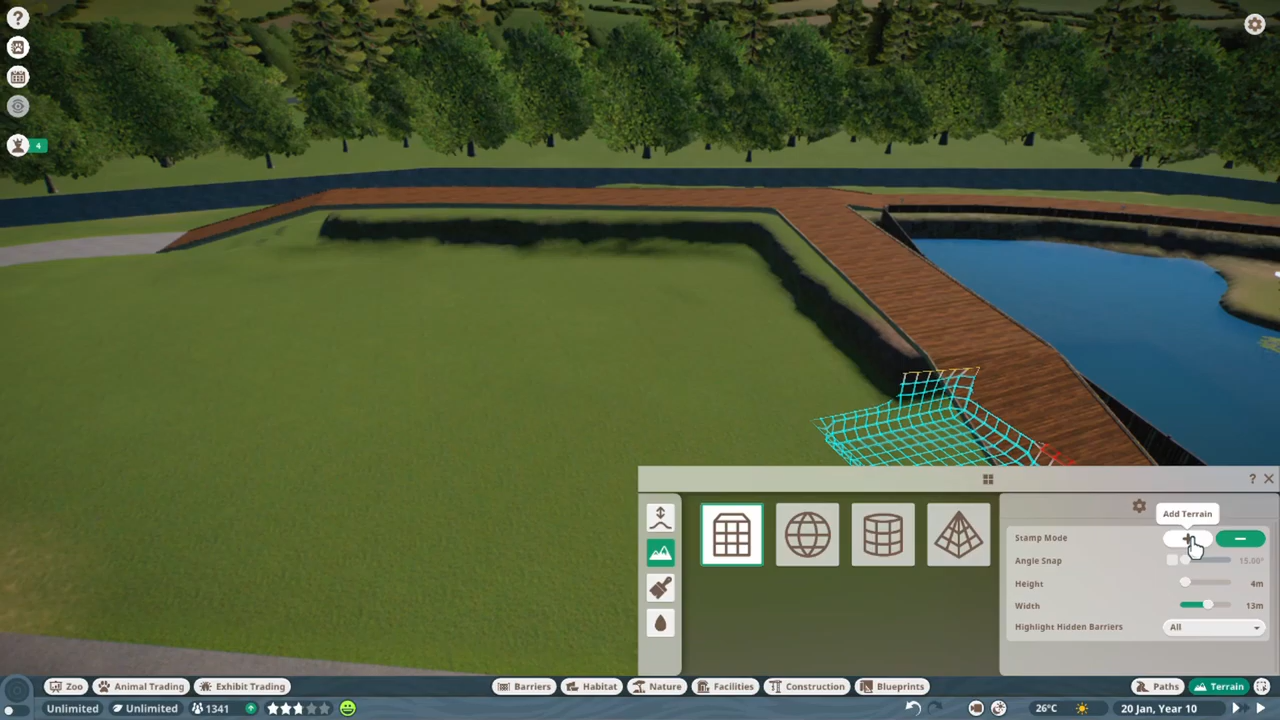 ?
4
?
Add Terrain
Stamp Mode
Angle Snap 15.00°
Height 4m
Width 13m
Highlight Hidden Barriers All
Zoo Animal Trading Exhibit Trading Barriers Habitat Nature Facilities Construction Blueprints Paths Terrain
Unlimited Unlimited 1341 26°C 20 Jan, Year 10